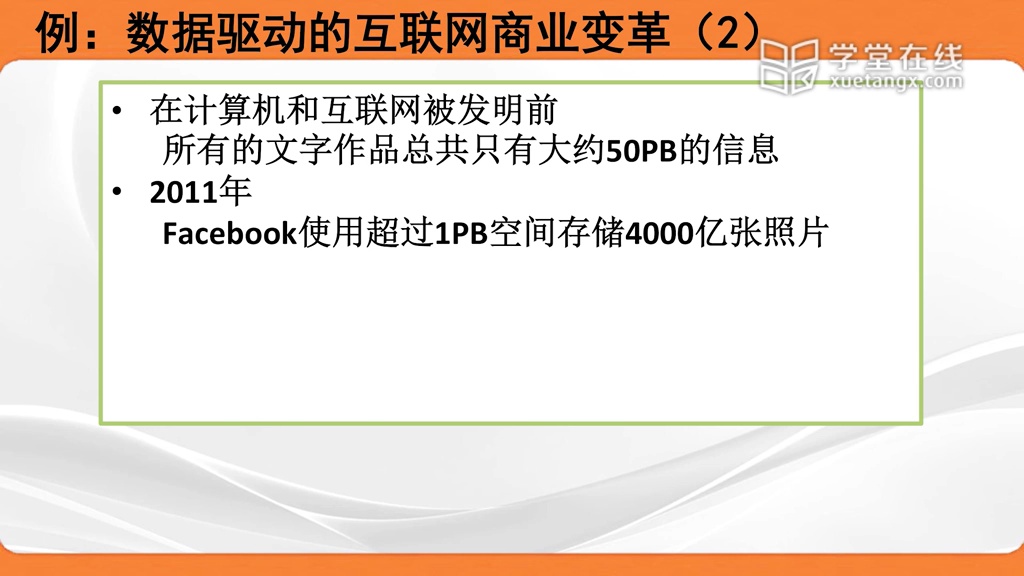 例：数据驱动的互联网商业变革（2）
学堂在线
xuetangx.com
• 在计算机和互联网被发明前
所有的文字作品总共只有大约50PB的信息
• 2011年
Facebook使用超过1PB空间存储4000亿张照片